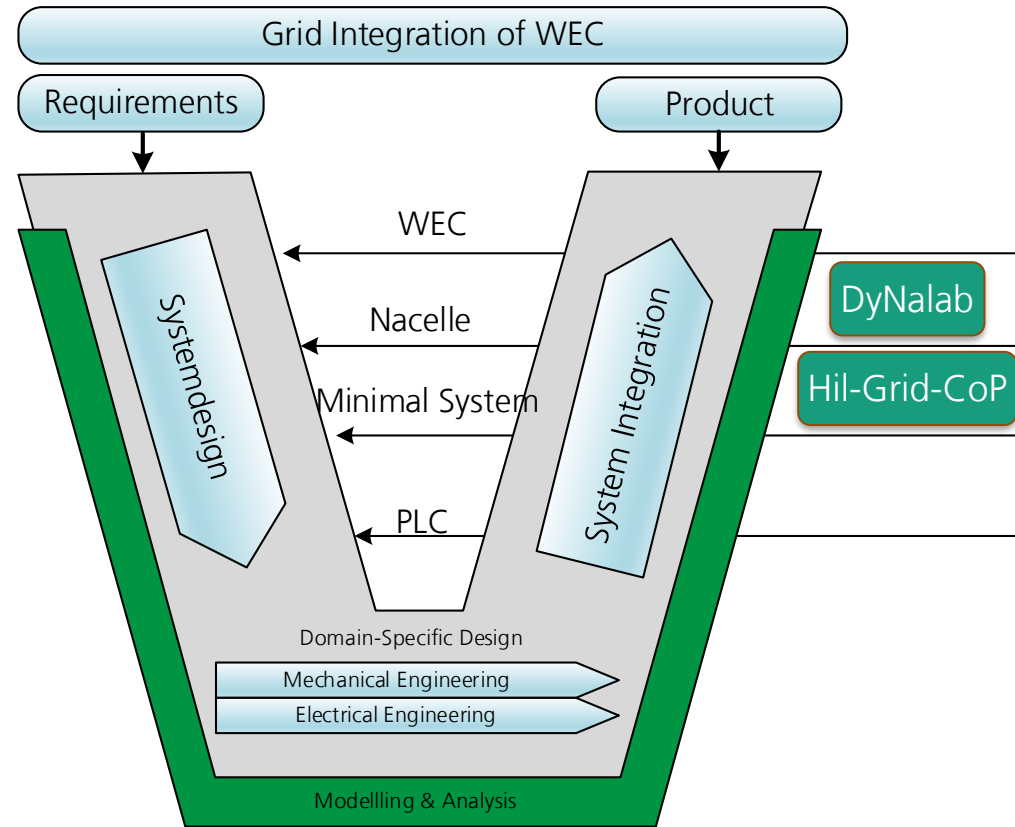 Grid Integration of WEC
Requirements
Product
WEC
DyNalab
Nacelle
Hil-Grid-CoP
Minimal System
Systemdesign
System Integration
PLC
Domain-Specific Design
Mechanical Engineering
Electrical Engineering
Modellling & Analysis